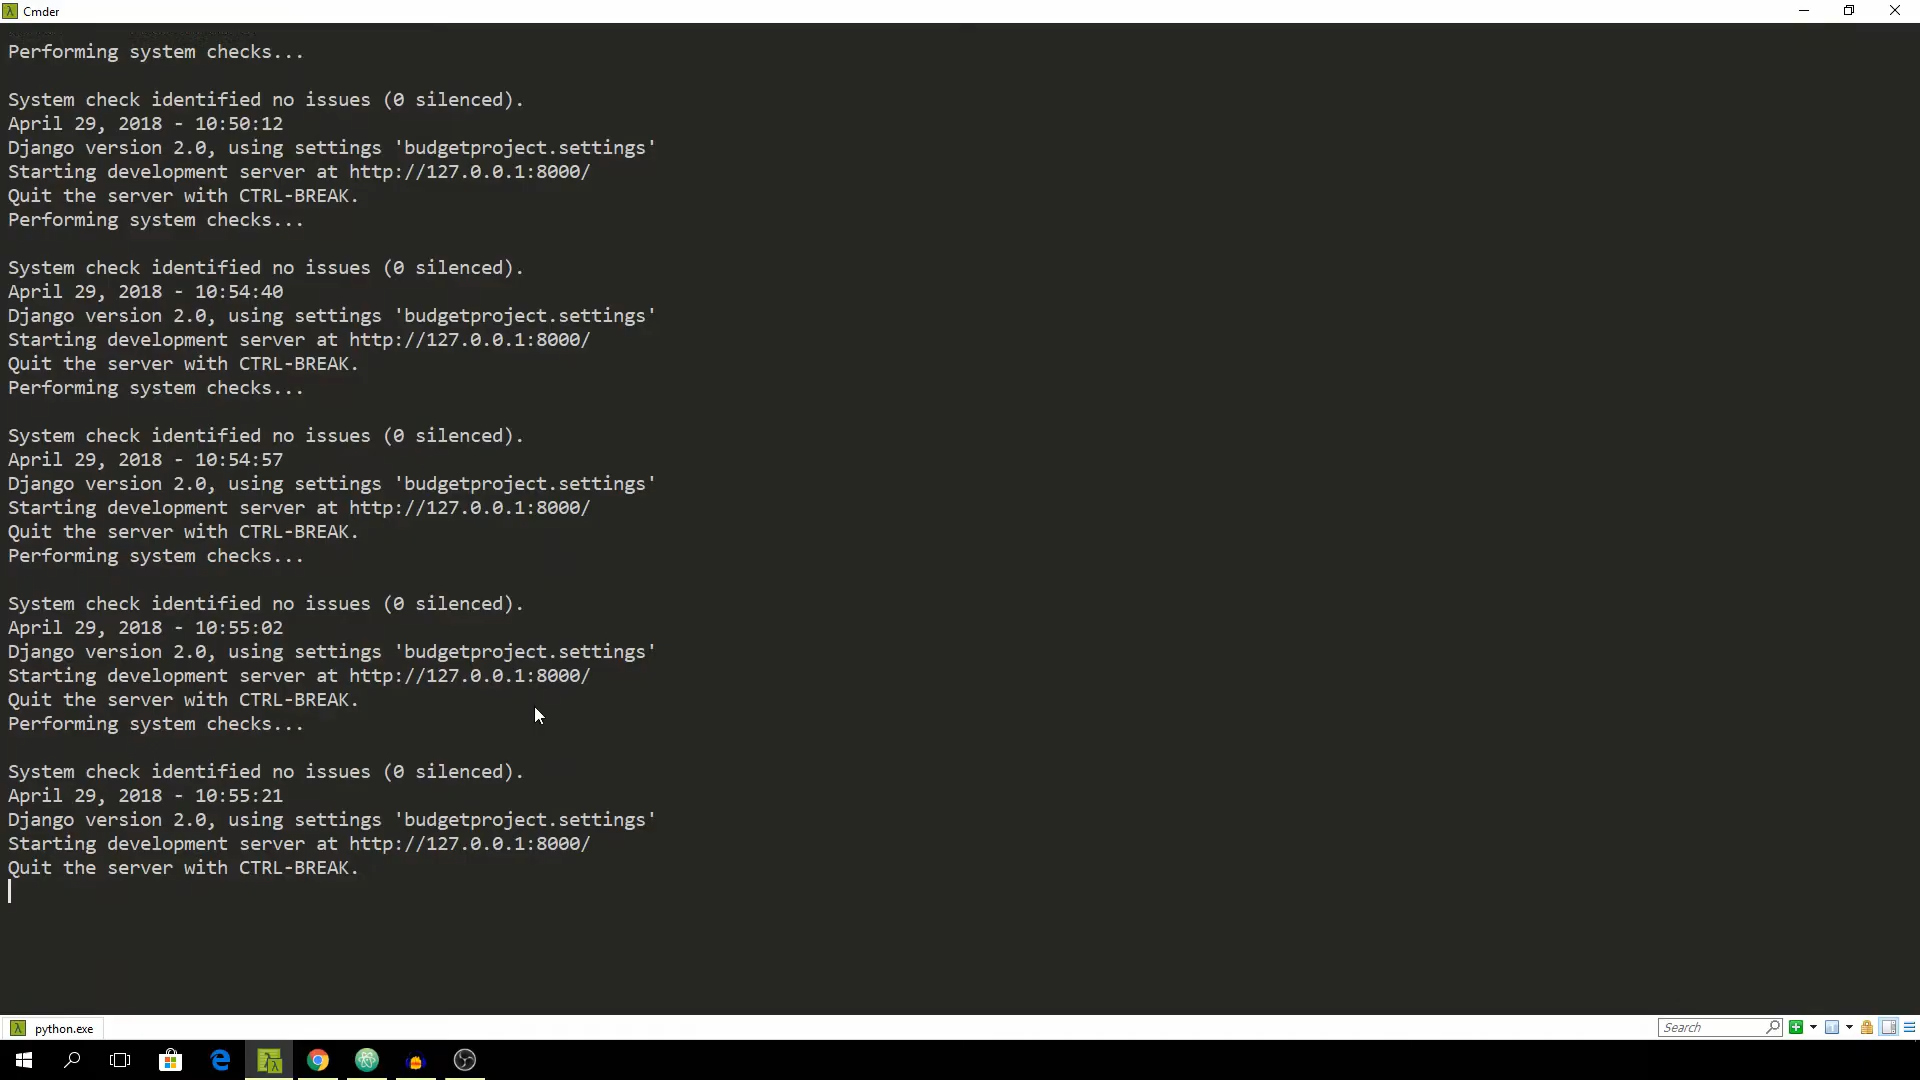 Cmder
Performing system checks...
System check identified no issues (0 silenced).
April 29, 2018 - 10:50:12
Django version 2.0, using settings 'budgetproject.settings'
Starting development server at http://127.0.0.1:8000/
Quit the server with CTRL-BREAK.
Performing system checks...
System check identified no issues (0 silenced).
April 29, 2018 - 10:54:40
Django version 2.0, using settings 'budgetproject.settings'
Starting development server at http://127.0.0.1:8000/
Quit the server with CTRL-BREAK.
Performing system checks...
System check identified no issues (0 silenced).
April 29, 2018 - 10:54:57
Django version 2.0, using settings 'budgetproject.settings'
Starting development server at http://127.0.0.1:8000/
Quit the server with CTRL-BREAK.
Performing system checks...
System check identified no issues (0 silenced).
April 29, 2018 - 10:55:02
Django version 2.0, using settings 'budgetproject.settings'
Starting development server at http://127.0.0.1:8000/
Quit the server with CTRL-BREAK.
Performing system checks...
System check identified no issues (0 silenced).
April 29, 2018 - 10:55:21
Django version 2.0, using settings 'budgetproject.settings'
Starting development server at http://127.0.0.1:8000/
Quit the server with CTRL-BREAK.
python.exe
Search